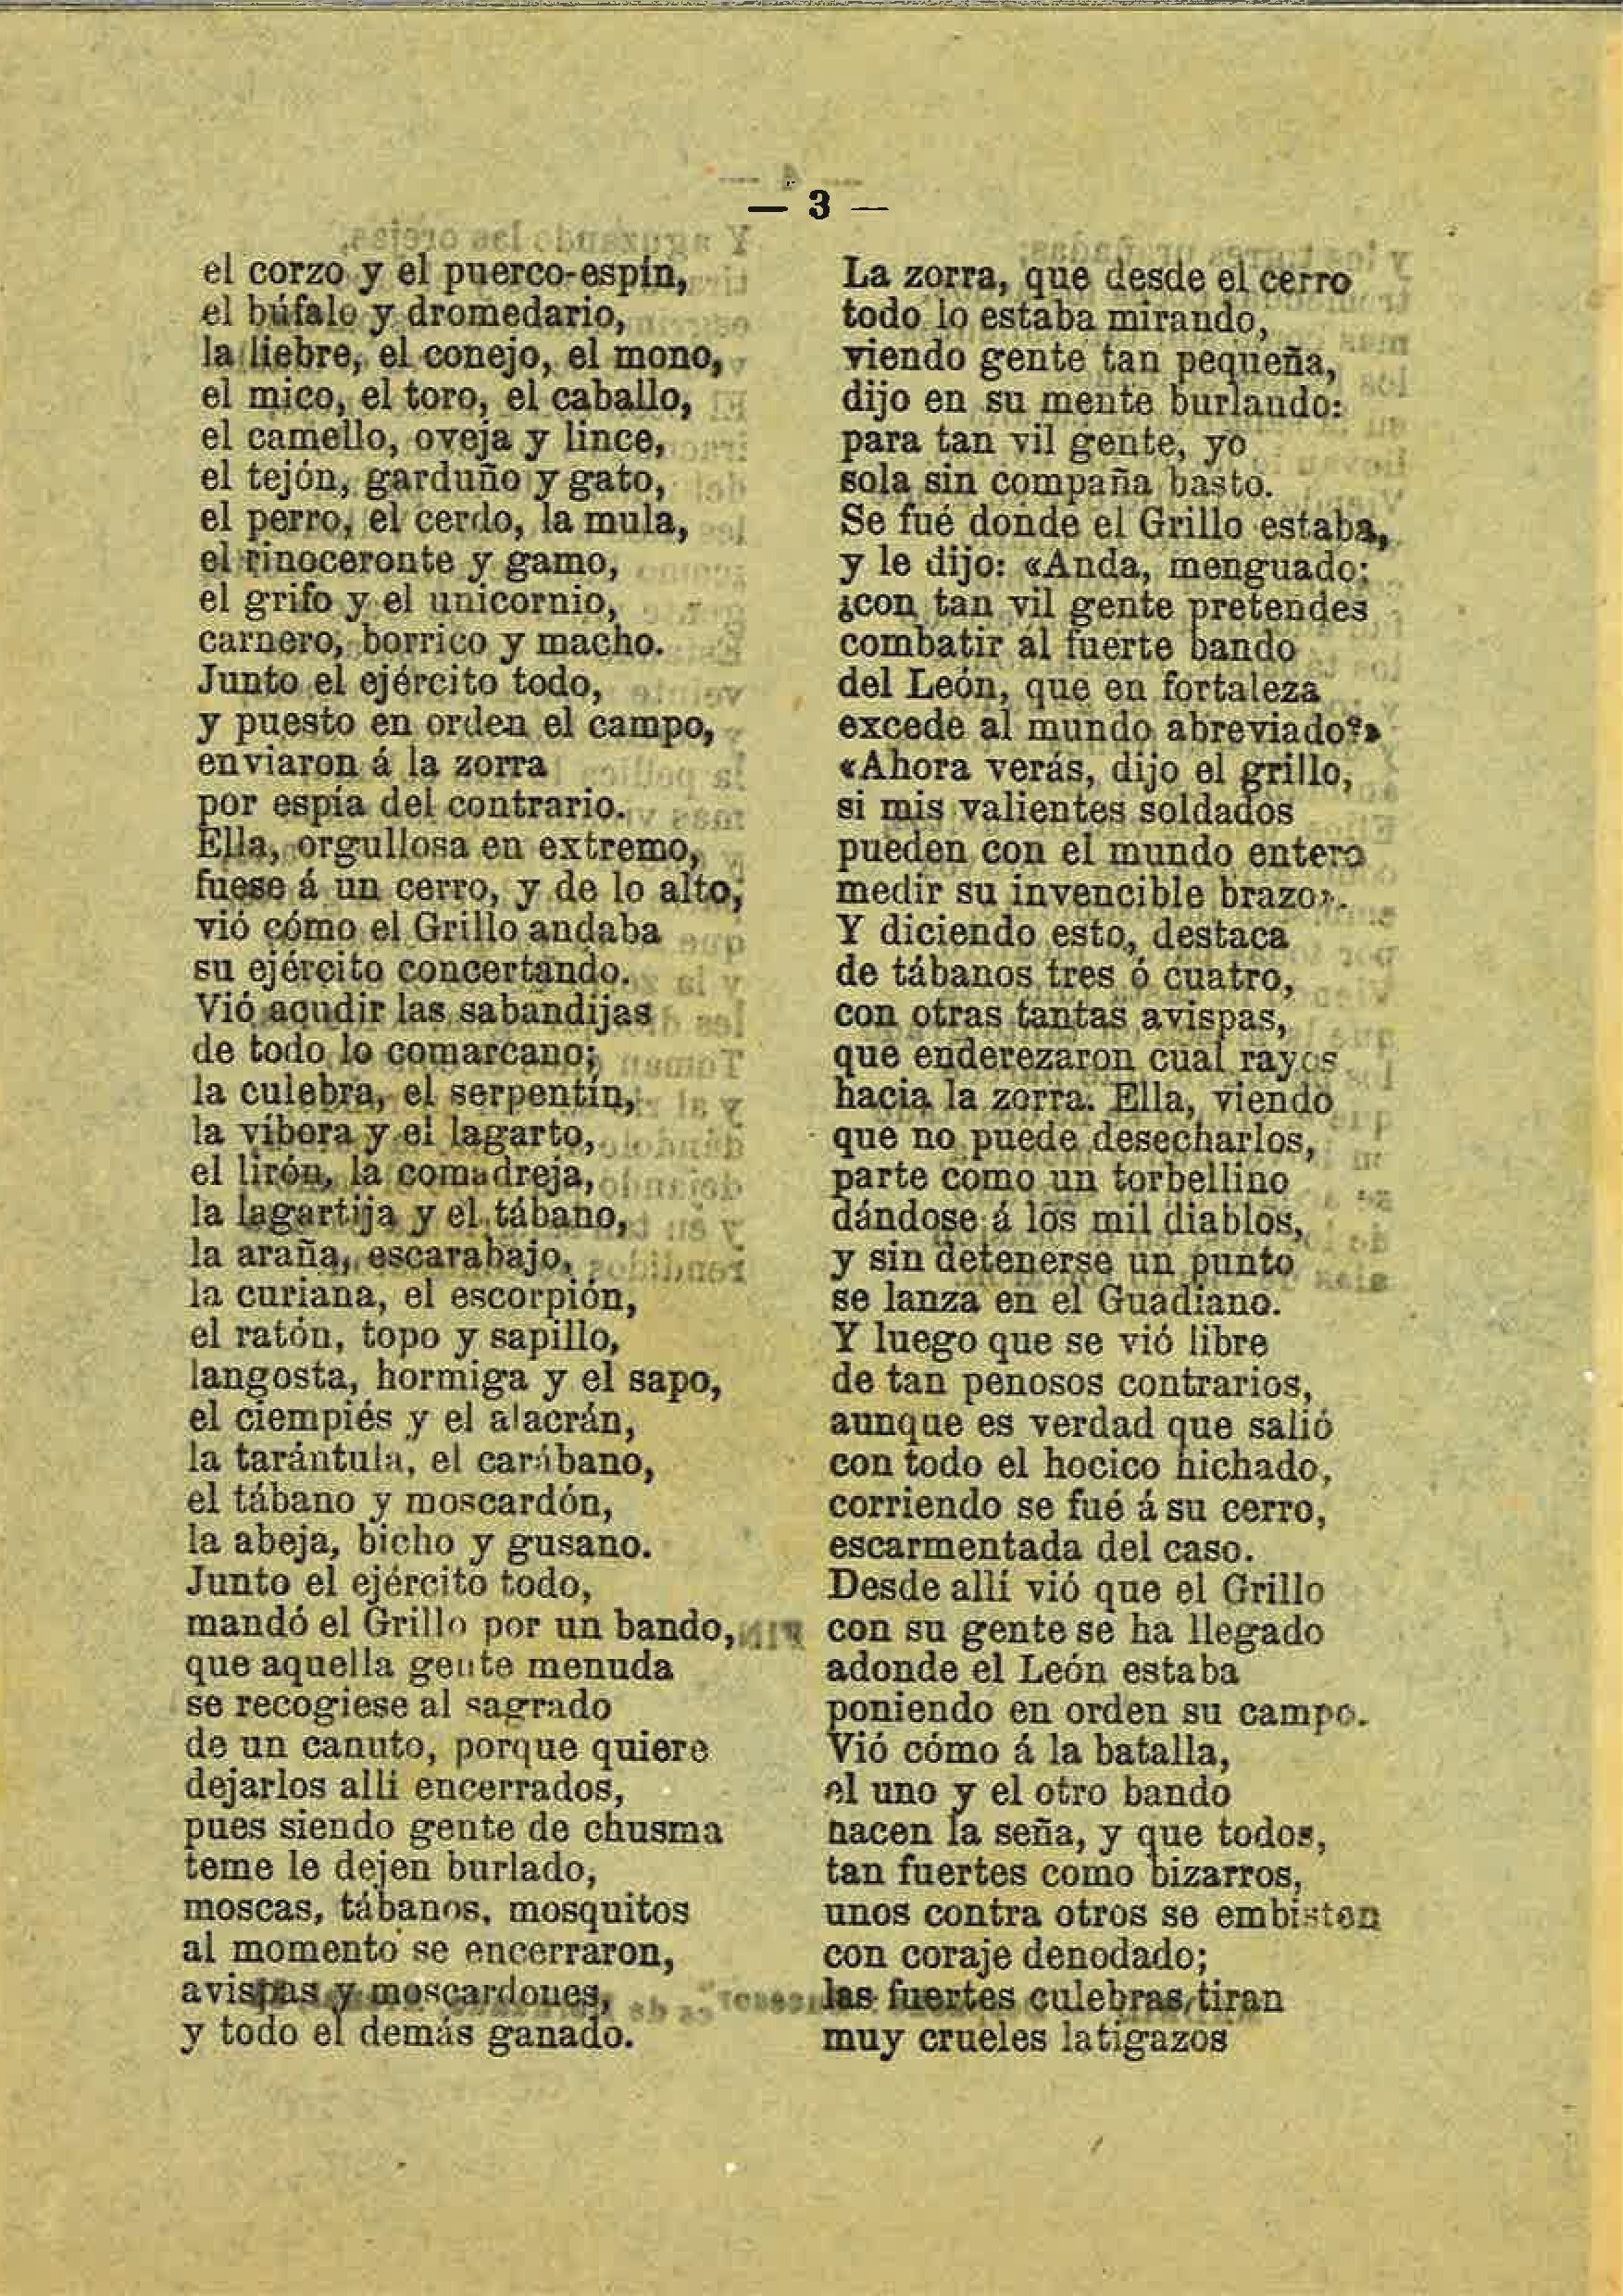 — 3 —
el corzo y el puerco-espín,
el búfalo y dromedario,
la liebre, el conejo, el mono,
el mico, el toro, el caballo,
el camello, oveja y lince,
el tejón, garduño y gato,
el perro, el cerdo, la mula,
el rinoceronte y gamo,
el grifo y el unicornio,
carnero, borrico y macho.
Junto el ejército todo,
y puesto en orden el campo,
enviaron á la zorra
por espía del contrario.
Ella, orgullosa en extremo,
fuese á un cerro, y de lo alto,
vió cómo el Grillo andaba
su ejército concertando.
Vió acudir las sabandijas
de todo lo comarcano;
la culebra, el serpentín,
la víbora y el lagarto,
el lirón, la comadreja,
la lagartija y el tábano,
la araña, escarabajo,
la curiana, el escorpión,
el ratón, topo y sapillo,
langosta, hormiga y el sapo,
el ciempiés y el alacrán,
la tarántula, el carábano,
el tábano y moscardón,
la abeja, bicho y gusano.
Junto el ejército todo,
mandó el Grillo por un bando,
que aquella gente menuda
se recogiese al sagrado
de un canuto, porque quiere
dejarlos allí encerrados,
pues siendo gente de chusma
teme le dejen burlado,
moscas, tábanos, mosquitos
al momento se encerraron,
avispas y moscardones,
y todo el demás ganado.
La zorra, que desde el cerro
todo lo estaba mirando,
viendo gente tan pequeña,
dijo en su mente burlando:
para tan vil gente, yo
sola sin compaña basto.
Se fué donde el Grillo estaba,
y le dijo: «Anda, menguado;
¿con tan vil gente pretendes
combatir al fuerte bando
del León, que en fortaleza
excede al mundo abreviado?»
«Ahora verás, dijo el grillo,
si mis valientes soldados
pueden con el mundo entero
medir su invencible brazo».
Y diciendo esto, destaca
de tábanos tres ó cuatro,
con otras tantas avispas,
que enderezaron cual rayos
hacia la zorra. Ella, viendo
que no puede desecharlos,
parte como un torbellino
dándose á los mil diablos,
y sin detenerse un punto
se lanza en el Guadiano.
Y luego que se vió libre
de tan penosos contrarios,
aunque es verdad que salió
con todo el hocico hichado,
corriendo se fué á su cerro,
escarmentada del caso.
Desde allí vió que el Grillo
con su gente se ha llegado
adonde el León estaba
poniendo en orden su campo.
Vió cómo á la batalla,
el uno y el otro bando
hacen la seña, y que todos,
tan fuertes como bizarros,
unos contra otros se embisten
con coraje denodado;
las fuertes culebras tiran
muy crueles latigazos